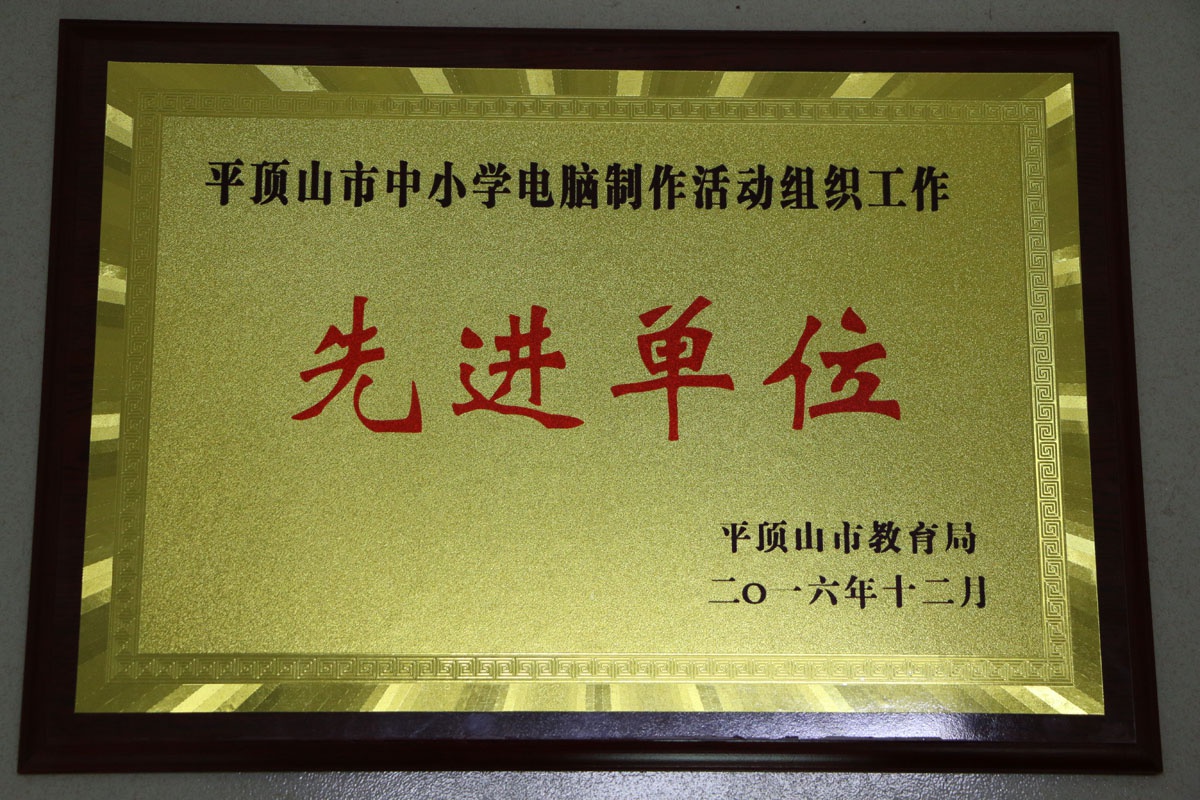 平顶山市中小学电脑制作活动组织工作
先进单位
平顶山市教育局
二〇一六年十二月